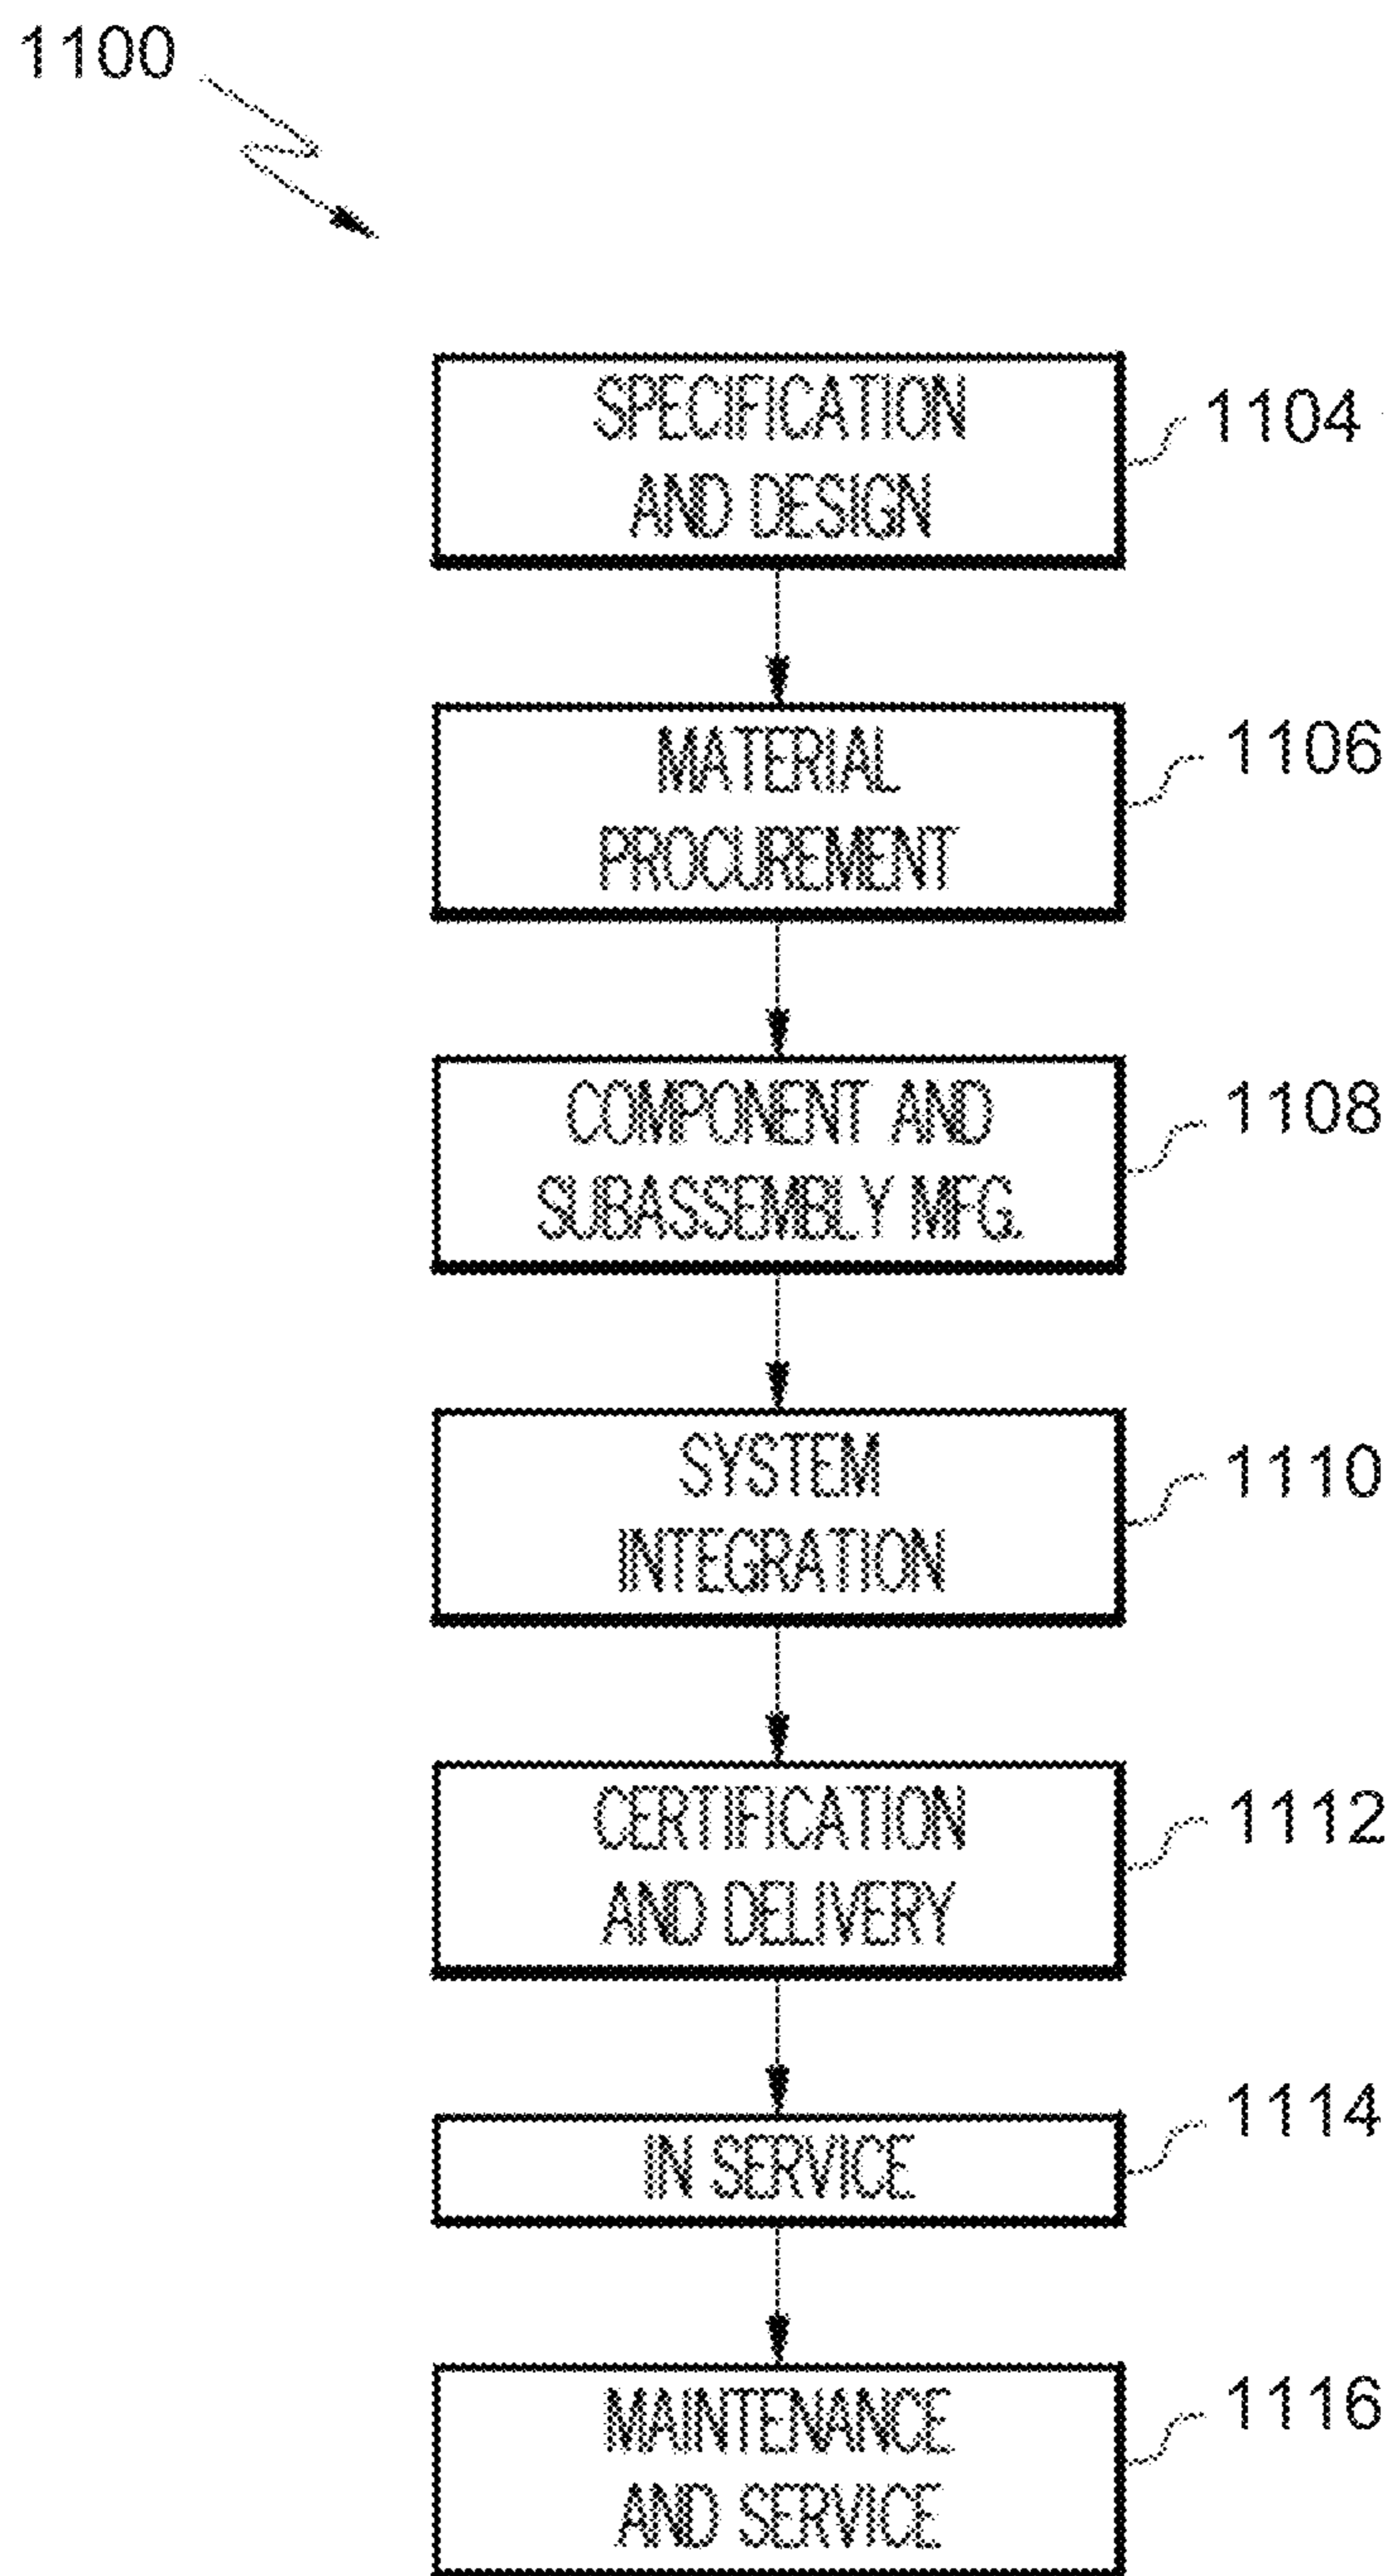 1100
SPECIFICATION
AND DESIGN
1104
MATERIAL
PROCUREMENT
1106
COMPONENT AND
SUBASSEMBLY MFG.
1108
SYSTEM
INTEGRATION
1110
CERTIFICATION
AND DELIVERY
1112
IN SERVICE
1114
MAINTENANCE
AND SERVICE
1116